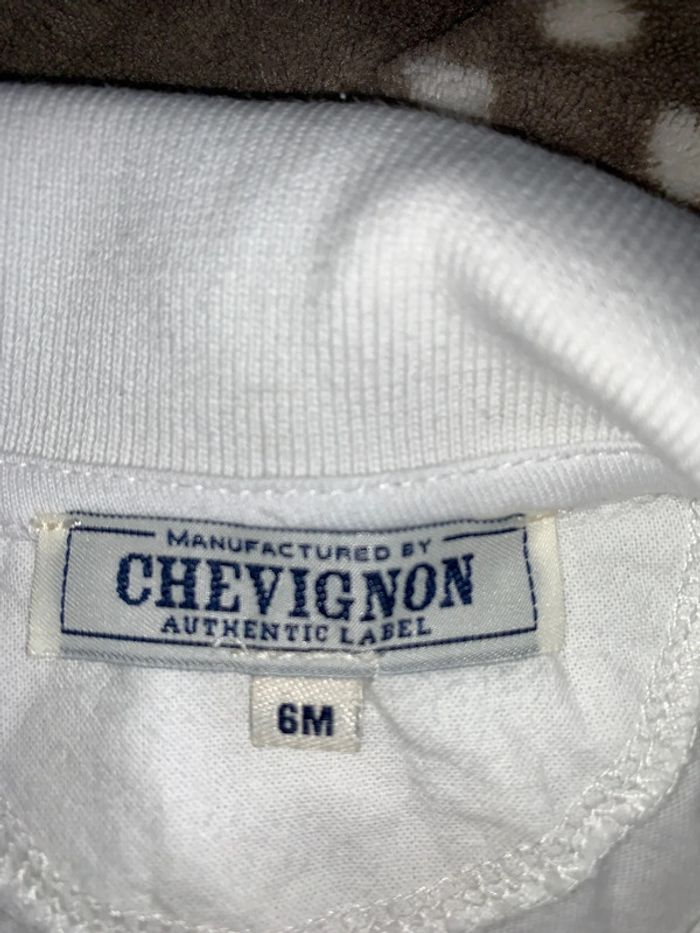 MANUFACTURED BY
CHEVIGNON
AUTHENTIC LABEL
6M